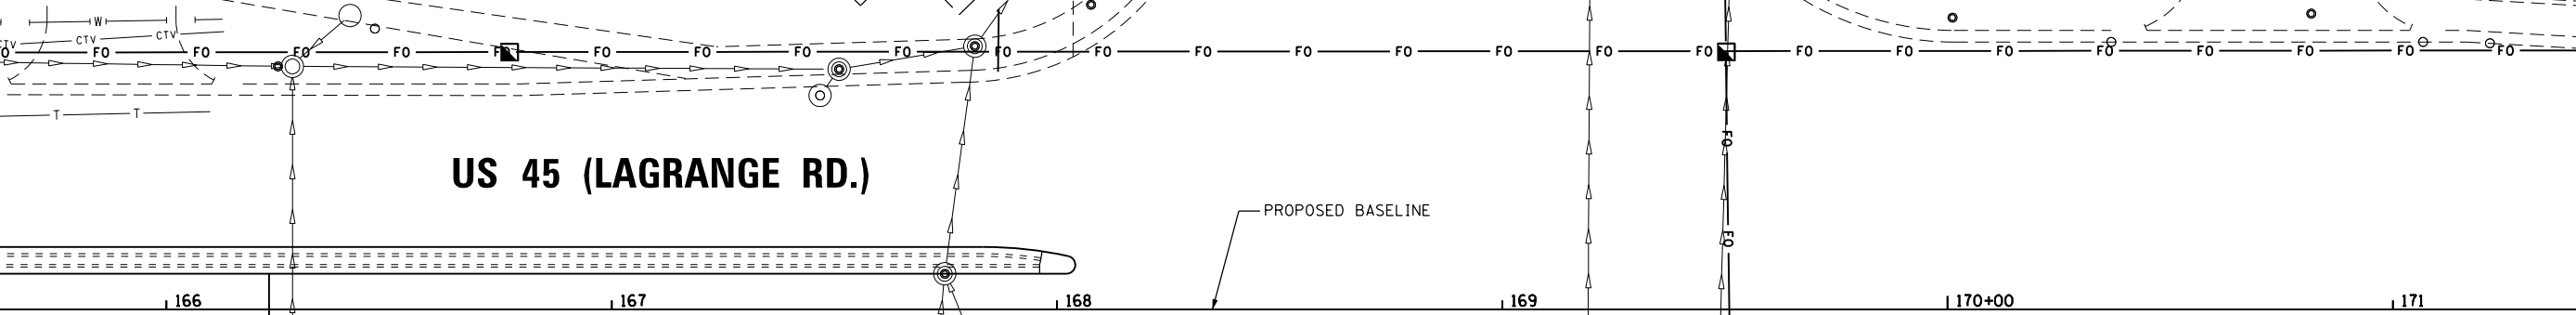 W
CTV CTV CTV
FO FO FO FO FO FO FO FO FO FO FO FO FO FO FO FO FO FO FO FO FO FO FO FO FO
T T
FO
US 45 (LAGRANGE RD.)
PROPOSED BASELINE
FO
166 167 168 169 170+00 171